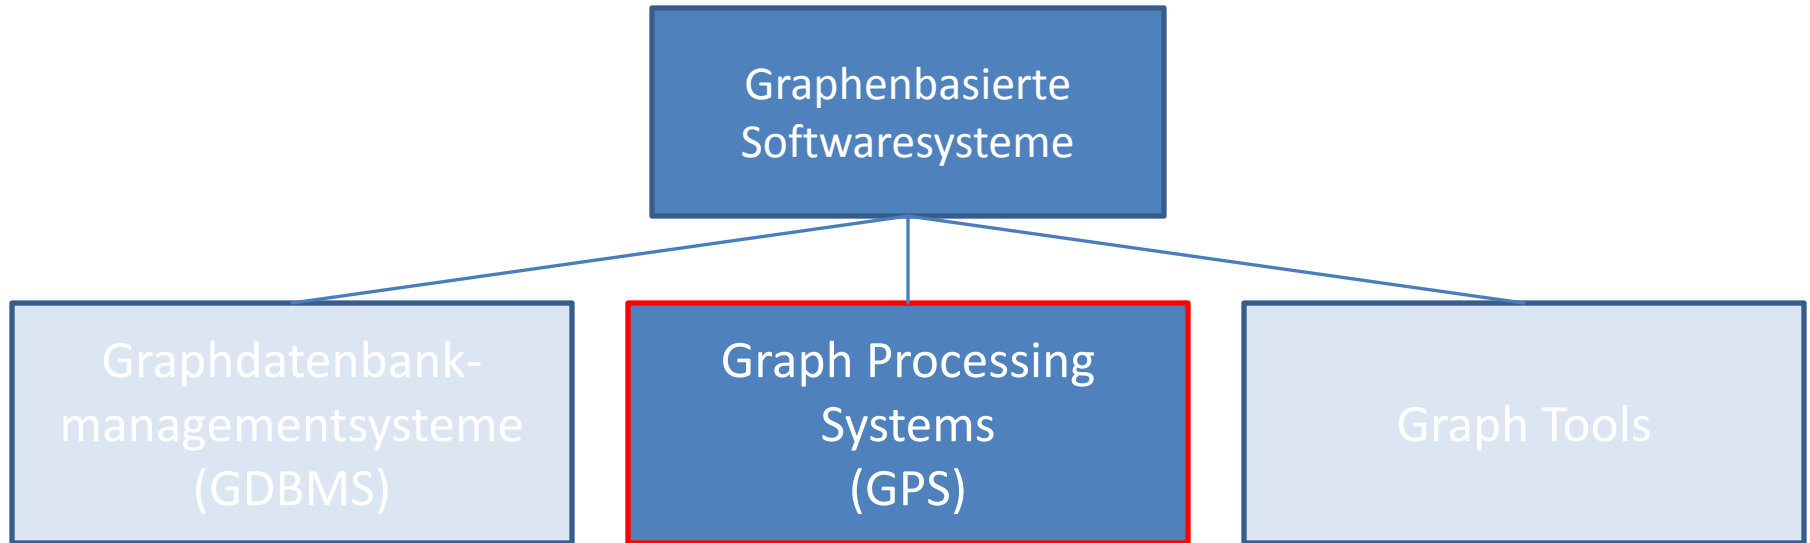 Graphenbasierte
Softwaresysteme
Graphdatenbank-
managementsysteme
(GDBMS)
Graph Processing
Systems
(GPS)
Graph Tools